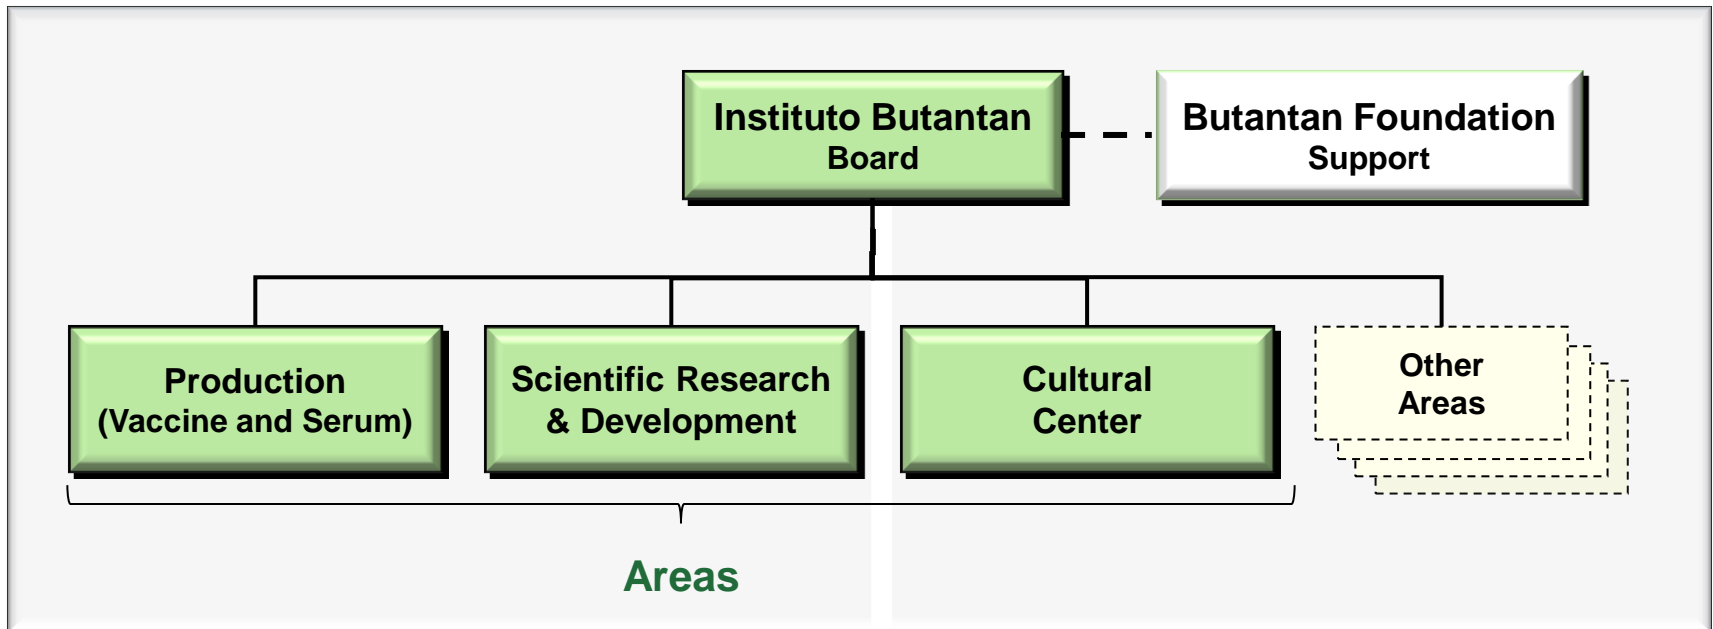 Instituto Butantan
Board
Butantan Foundation
Support
Production
(Vaccine and Serum)
Scientific Research
& Development
Cultural
Center
Other
Areas
Areas